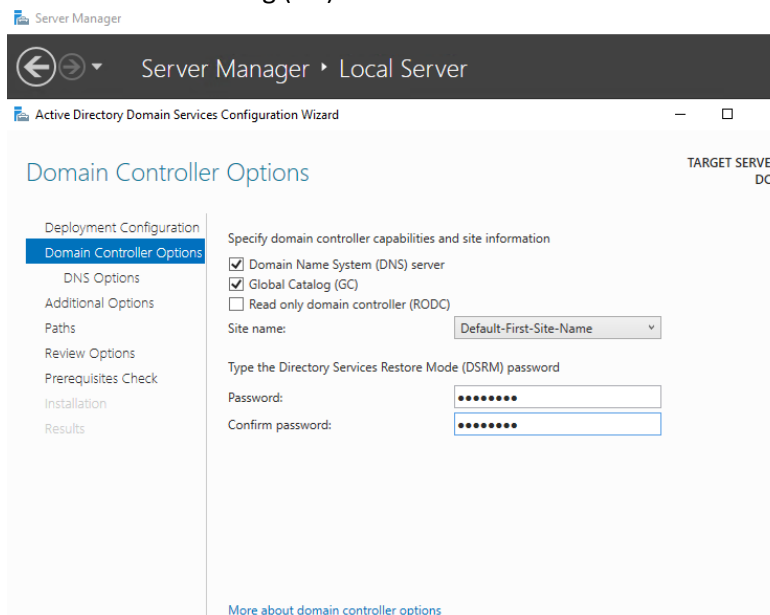 Server Manager
Server Manager • Local Server
Active Directory Domain Services Configuration Wizard
Domain Controller Options
TARGET SERVE
DC
Deployment Configuration
Domain Controller Options
DNS Options
Additional Options
Paths
Review Options
Prerequisites Check
Installation
Results
Specify domain controller capabilities and site information
Domain Name System (DNS) server
Global Catalog (GC)
Read only domain controller (RODC)
Site name: Default-First-Site-Name
Type the Directory Services Restore Mode (DSRM) password
Password: ••••••••
Confirm password: ••••••••
More about domain controller options